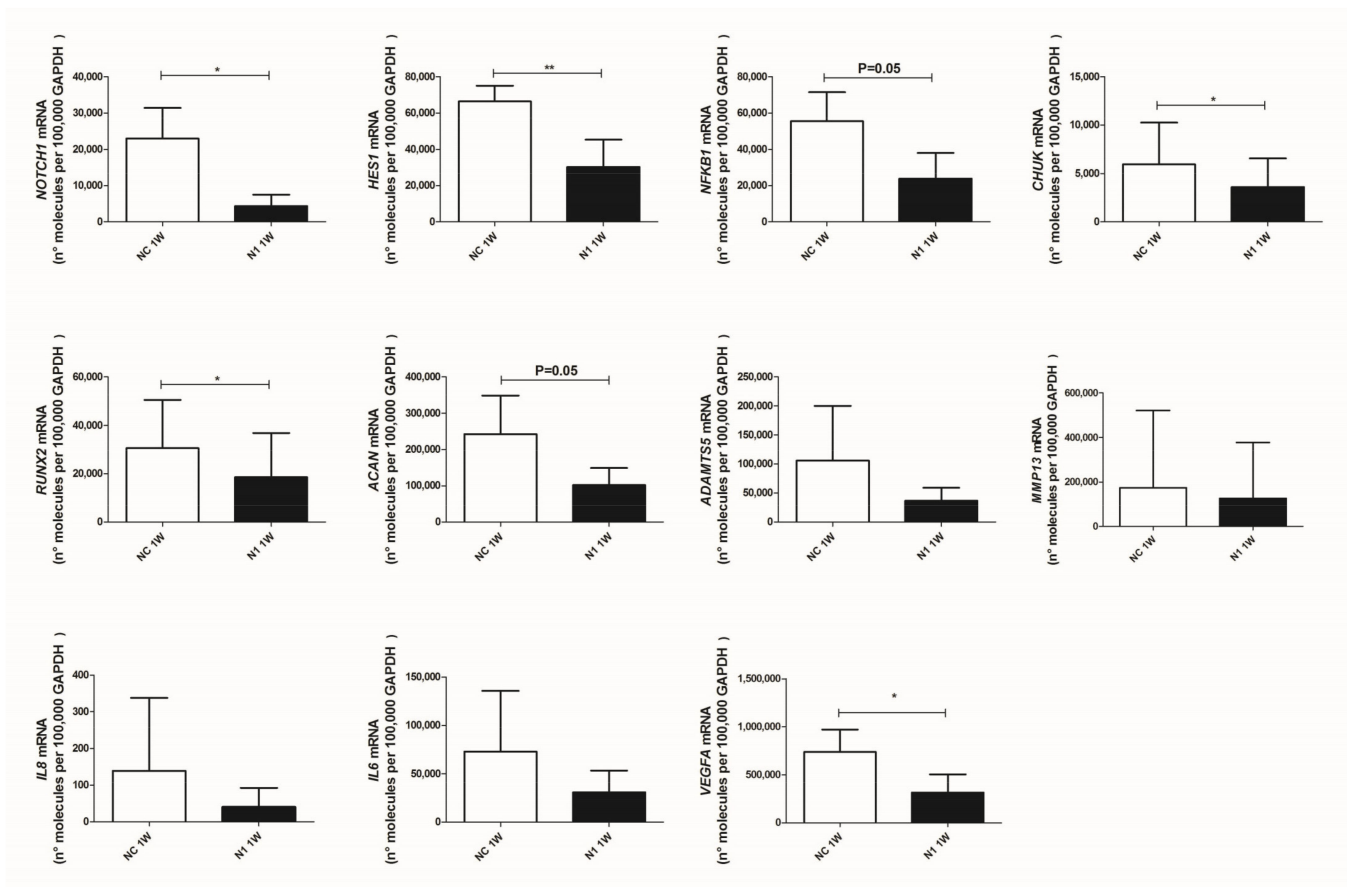 NOTCH1 mRNA
(n° molecules per 100,000 GAPDH )
40,000
30,000
20,000
10,000
0
*
NC 1W
N1 1W
HES1 mRNA
(n° molecules per 100,000 GAPDH )
80,000
60,000
40,000
20,000
0
**
NC 1W
N1 1W
NFKB1 mRNA
(n° molecules per 100,000 GAPDH )
80,000
60,000
40,000
20,000
0
P=0.05
NC 1W
N1 1W
CHUK mRNA
(n° molecules per 100,000 GAPDH )
15,000
10,000
5,000
0
*
NC 1W
N1 1W
RUNX2 mRNA
(n° molecules per 100,000 GAPDH )
60,000
40,000
20,000
0
*
NC 1W
N1 1W
ACAN mRNA
(n° molecules per 100,000 GAPDH )
400,000
300,000
200,000
100,000
0
P=0.05
NC 1W
N1 1W
ADAMTS5 mRNA
(n° molecules per 100,000 GAPDH )
250,000
200,000
150,000
100,000
50,000
0
NC 1W
N1 1W
MMP13 mRNA
(n° molecules per 100,000 GAPDH )
600,000
400,000
200,000
0
NC 1W
N1 1W
IL8 mRNA
(n° molecules per 100,000 GAPDH )
400
300
200
100
0
NC 1W
N1 1W
IL6 mRNA
(n° molecules per 100,000 GAPDH )
150,000
100,000
50,000
0
NC 1W
N1 1W
VEGFA mRNA
(n° molecules per 100,000 GAPDH )
1,500,000
1,000,000
500,000
0
*
NC 1W
N1 1W